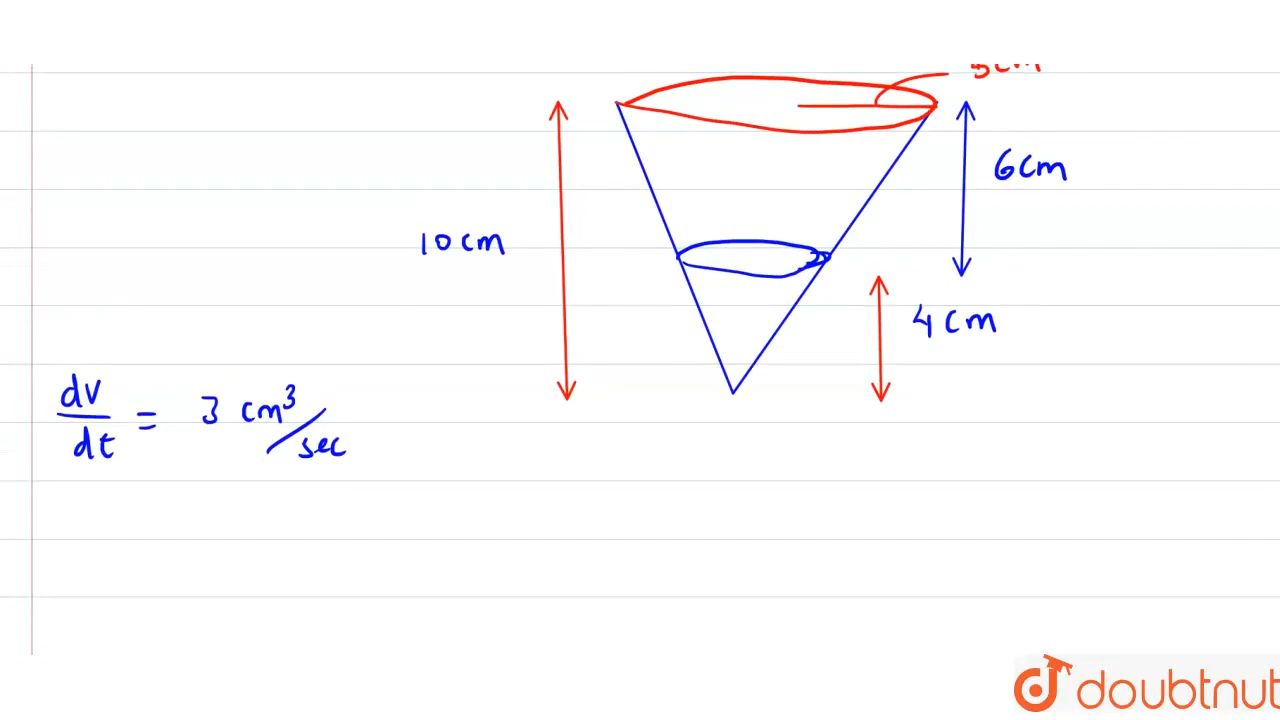 6cm
10cm
4cm
dv/dt = 3 cm³/sec
doubtnut